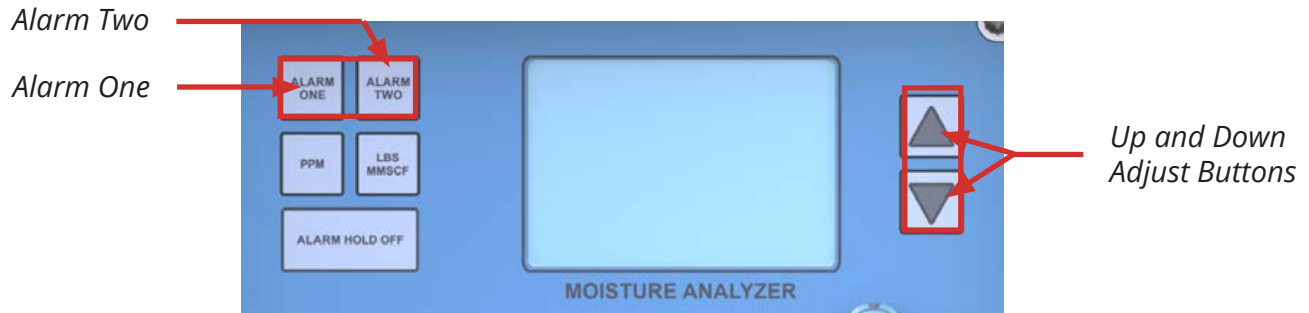 Alarm Two
Alarm One
ALARM
ONE
ALARM
TWO
PPM
LBS
MMSCF
ALARM HOLD OFF
MOISTURE ANALYZER
Up and Down
Adjust Buttons